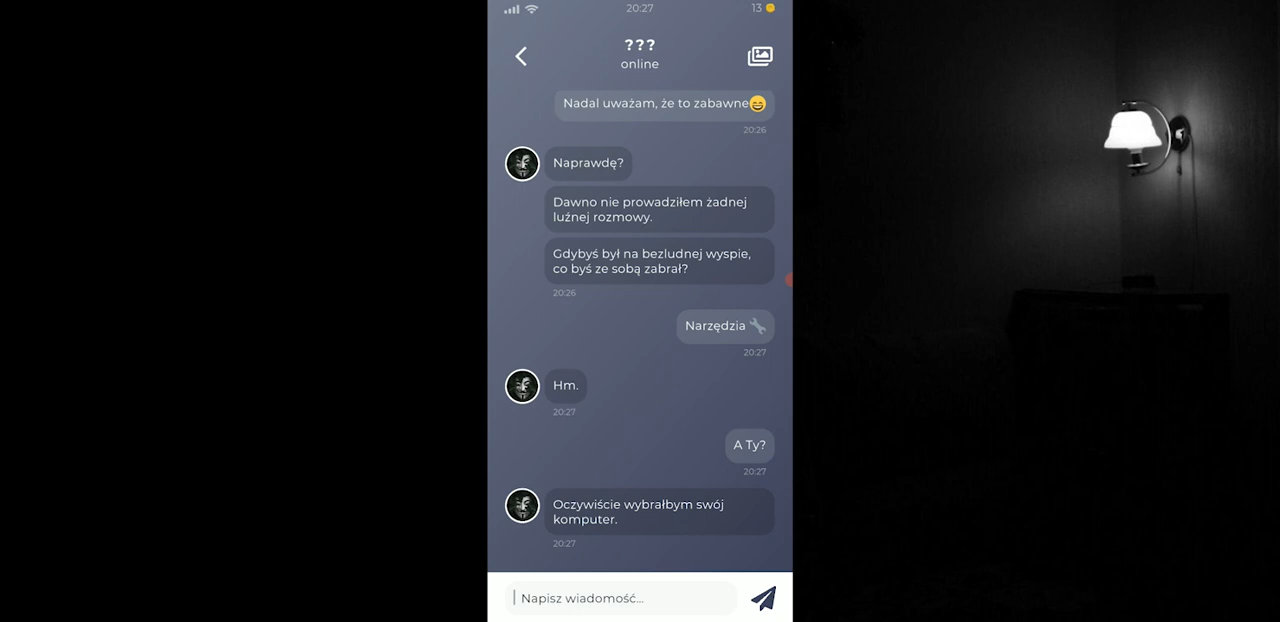 20:27
13
???
online
Nadal uważam, że to zabawne😄
20:26
Naprawdę?
Dawno nie prowadziłem żadnej
luźnej rozmowy.
Gdybyś był na bezludnej wyspie,
co byś ze sobą zabrał?
20:26
Narzędzia 🔧
20:27
Hm.
20:27
A Ty?
20:27
Oczywiście wybrałbym swój
komputer.
20:27
Napisz wiadomość...